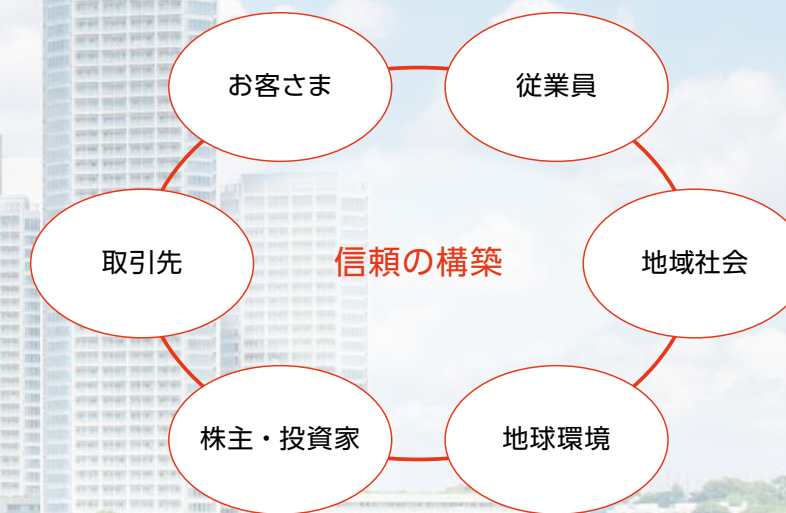 お客さま
従業員
取引先
信頼の構築
地域社会
株主・投資家
地球環境